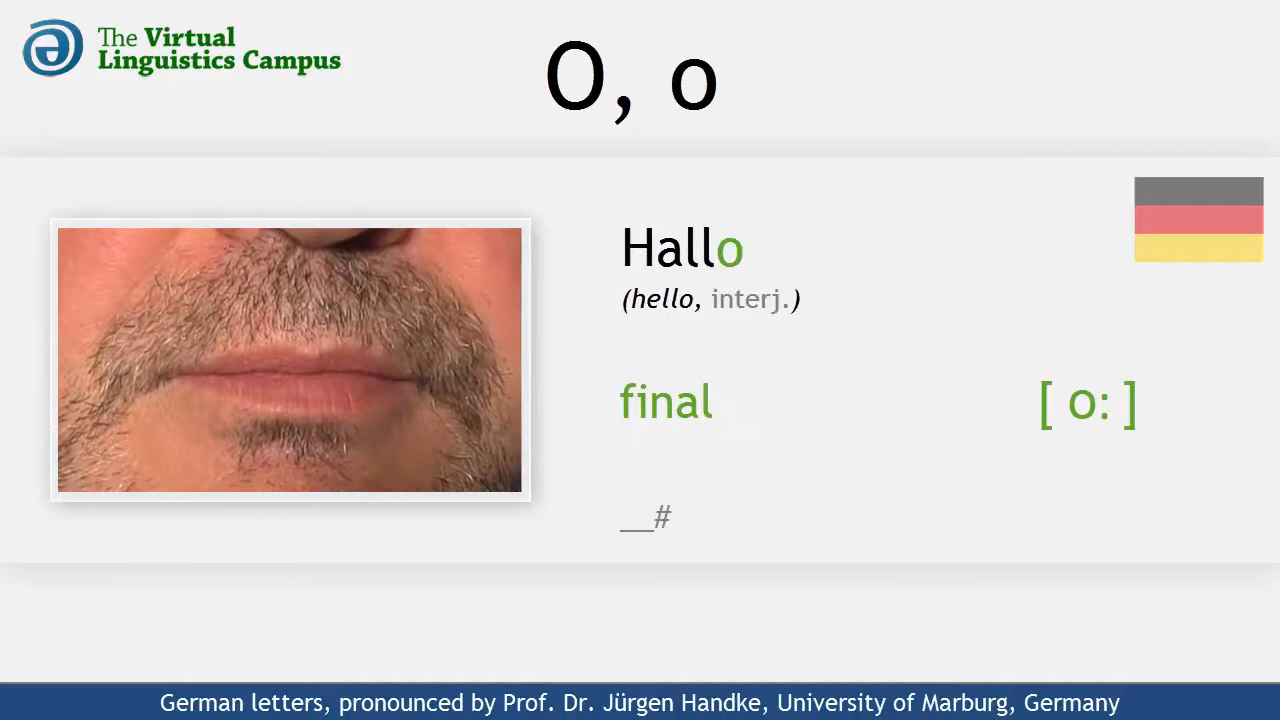 The Virtual
Linguistics Campus
O, o
Hallo
(hello, interj.)
final [ o: ]
__#
German letters, pronounced by Prof. Dr. Jürgen Handke, University of Marburg, Germany